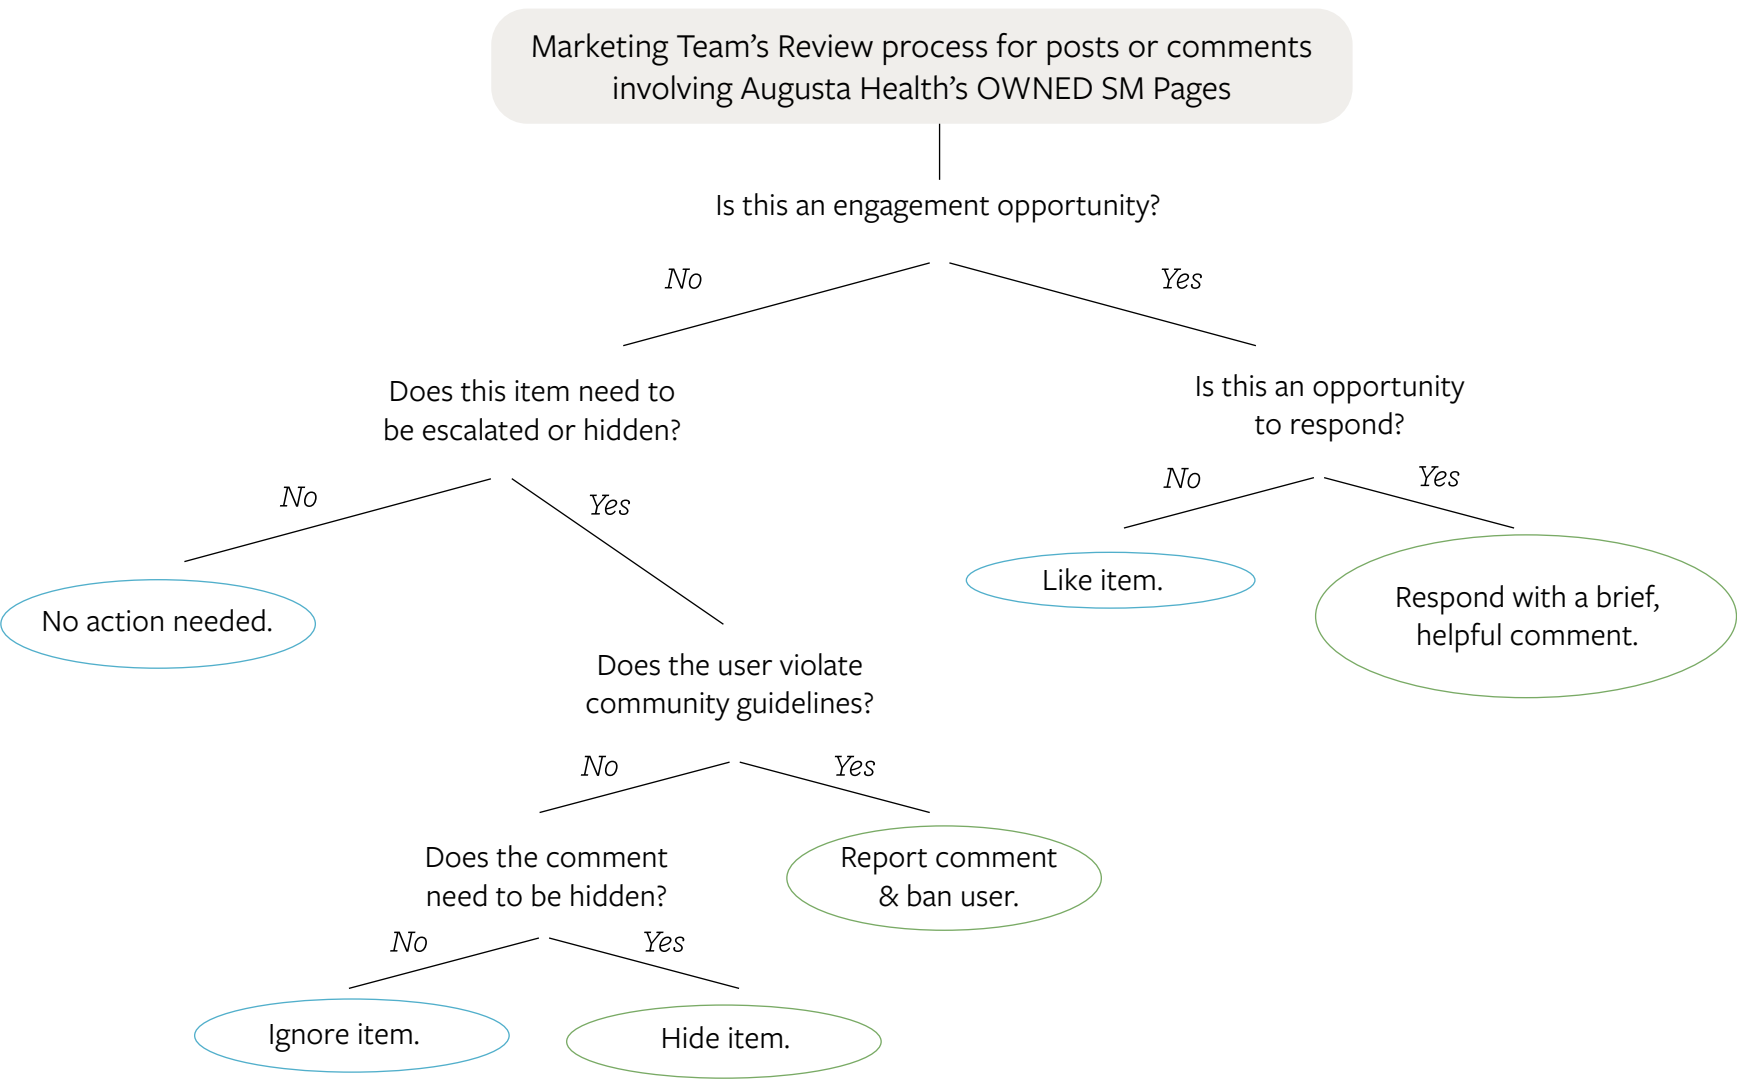 Marketing Team’s Review process for posts or comments
involving Augusta Health’s OWNED SM Pages
Is this an engagement opportunity?
No
Yes
Does this item need to
be escalated or hidden?
Is this an opportunity
to respond?
No
Yes
No
Yes
No action needed.
Like item.
Respond with a brief,
helpful comment.
Does the user violate
community guidelines?
No
Yes
Does the comment
need to be hidden?
Report comment
& ban user.
No
Yes
Ignore item.
Hide item.